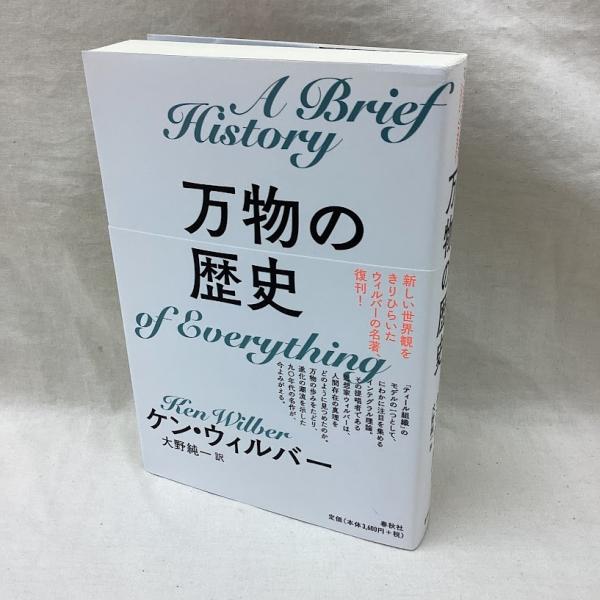 A Brief
History
万物の
歴史
of Everything
新しい世界観を
きりひらいた
ウィルバーの名著、
復刊！
「ティール組織」の
モデルの一つとして、
にわかに注目を集める
インテグラル理論。
その提唱者である
思想家ウィルバーは、
人間存在の真理を
どのように見つめたのか。
万物の歩みをたどり、
進化の潮流を示した
九〇年代の名作が、
今よみがえる。
Ken Wilber
ケン・ウィルバー
大野純一 訳
春秋社
定価(本体3,600円+税)
万物の歴史